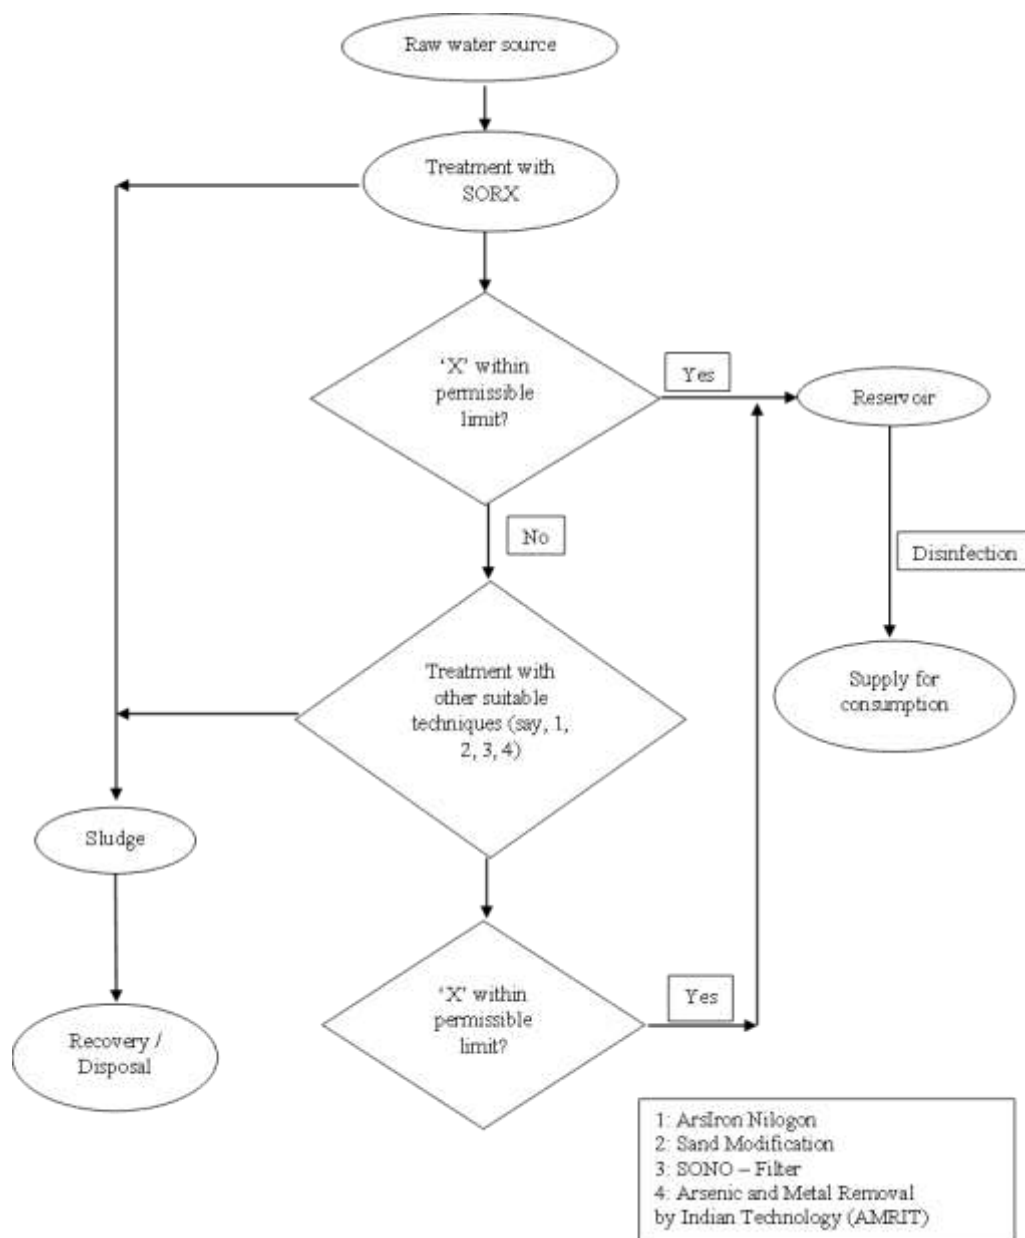 Raw water source
Treatment with
SORX
‘X’ within
permissible
limit?
Yes
Reservoir
No
Disinfection
Treatment with
other suitable
techniques (say, 1,
2, 3, 4)
Supply for
consumption
Sludge
‘X’ within
permissible
limit?
Yes
Recovery /
Disposal
1: ArsIron Nilogon
2: Sand Modification
3: SONO – Filter
4: Arsenic and Metal Removal
by Indian Technology (AMRIT)